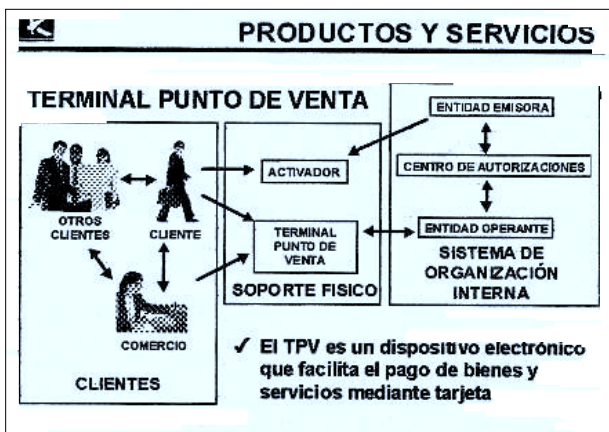 PRODUCTOS Y SERVICIOS
TERMINAL PUNTO DE VENTA
OTROS
CLIENTES
CLIENTE
COMERCIO
CLIENTES
ACTIVADOR
TERMINAL
PUNTO DE
VENTA
SOPORTE FISICO
ENTIDAD EMISORA
CENTRO DE AUTORIZACIONES
ENTIDAD OPERANTE
SISTEMA DE
ORGANIZACIÓN
INTERNA
✓ El TPV es un dispositivo electrónico
que facilita el pago de bienes y
servicios mediante tarjeta